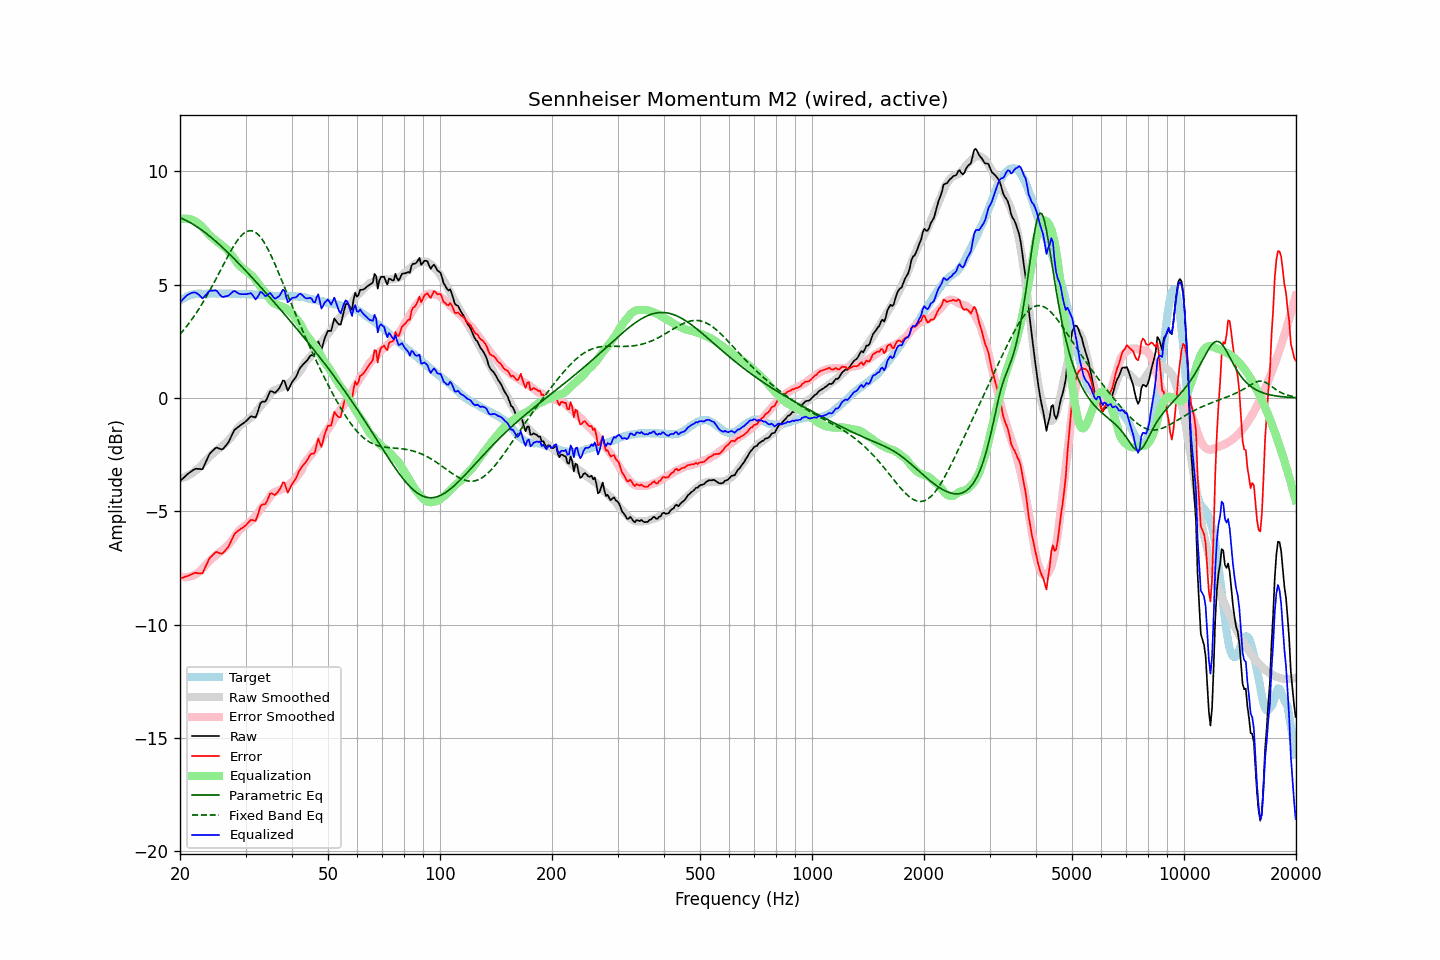 Sennheiser Momentum M2 (wired, active)
Amplitude (dBr)
10
5
0
−5
−10
−15
−20
Target
Raw Smoothed
Error Smoothed
Raw
Error
Equalization
Parametric Eq
Fixed Band Eq
Equalized
20 50 100 200 500 1000 2000 5000 10000 20000
Frequency (Hz)